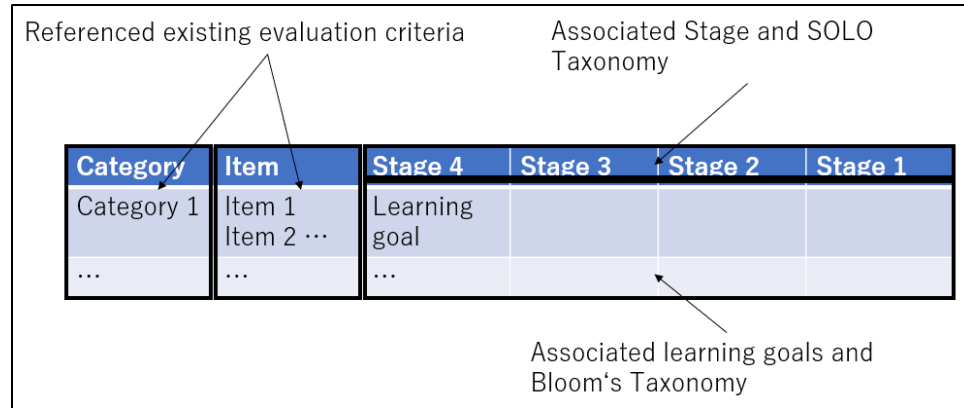 Referenced existing evaluation criteria
Associated Stage and SOLO
Taxonomy
Category Item Stage 4 Stage 3 Stage 2 Stage 1
Category 1 Item 1 Learning
Item 2 ⋯ goal
… … …
Associated learning goals and
Bloom‘s Taxonomy